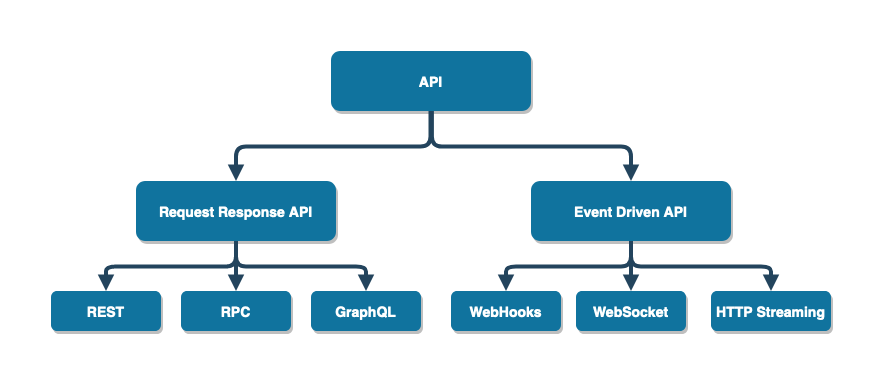 API
Request Response API
Event Driven API
REST
RPC
GraphQL
WebHooks
WebSocket
HTTP Streaming